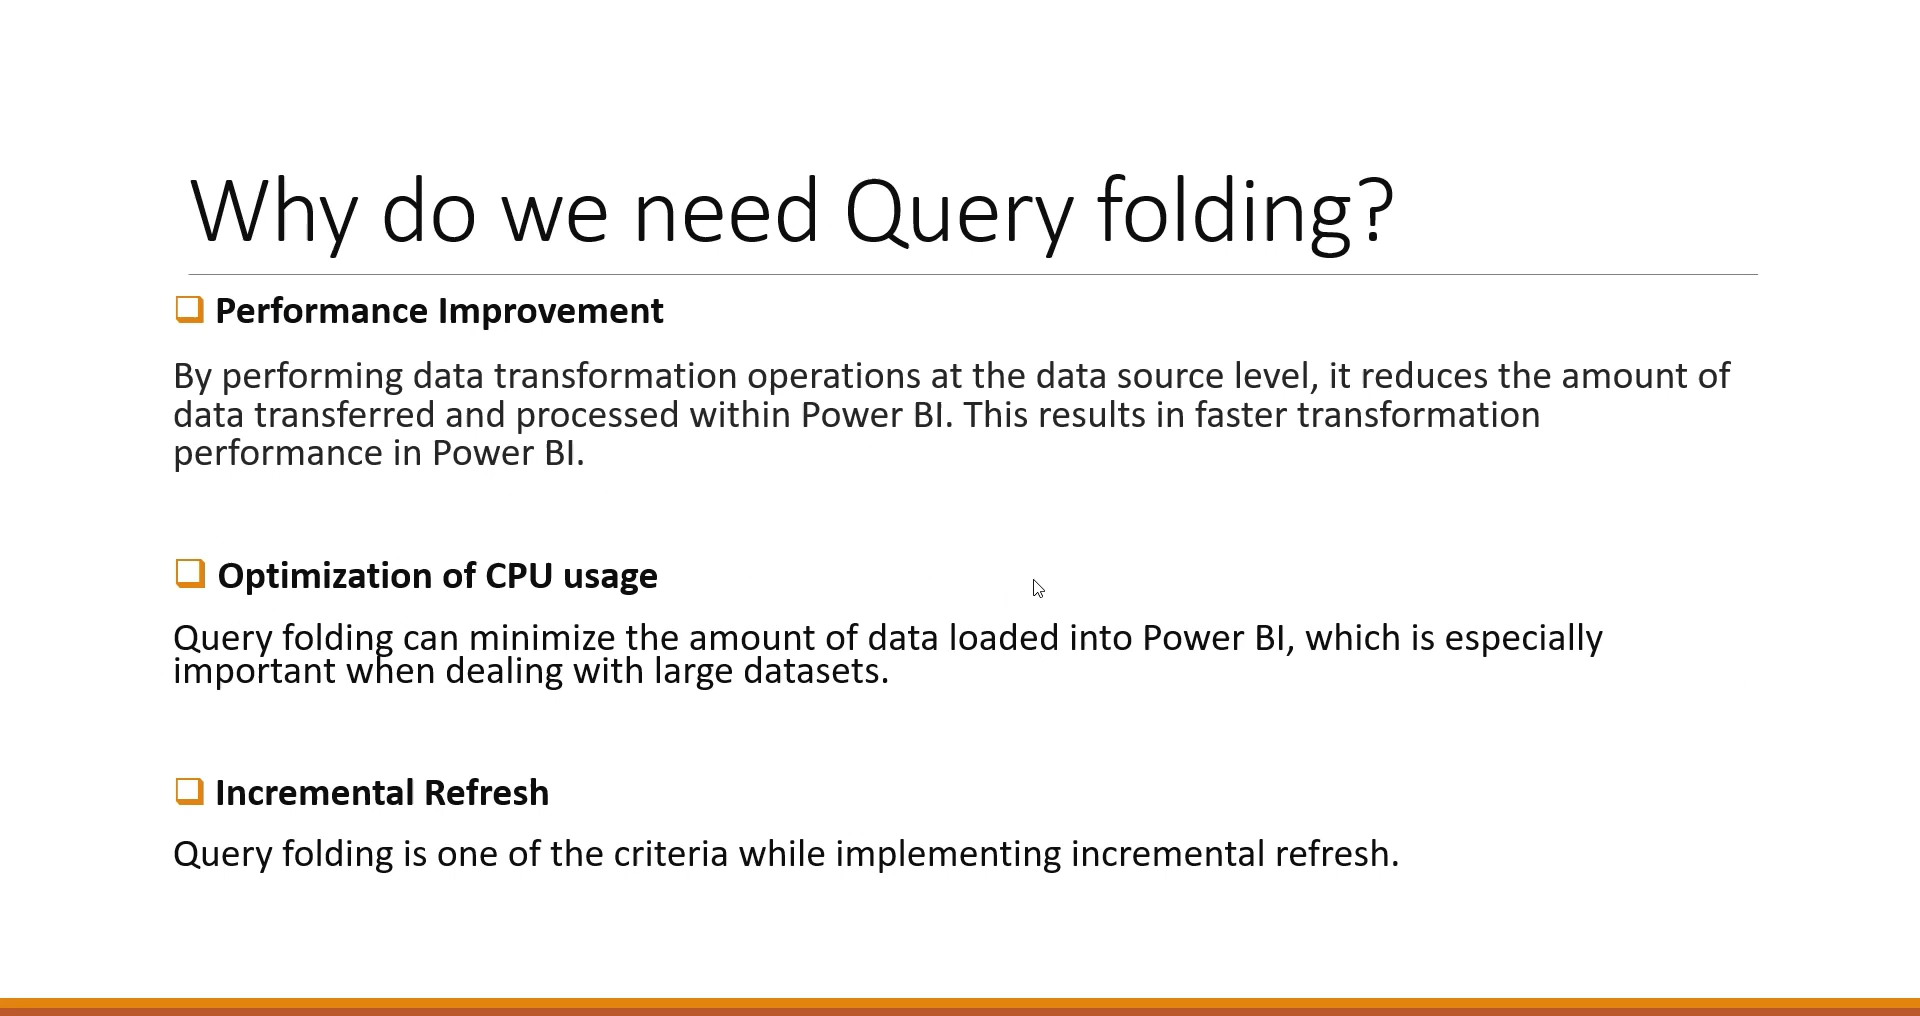 Why do we need Query folding?
Performance Improvement
By performing data transformation operations at the data source level, it reduces the amount of
data transferred and processed within Power BI. This results in faster transformation
performance in Power BI.
Optimization of CPU usage
Query folding can minimize the amount of data loaded into Power BI, which is especially
important when dealing with large datasets.
Incremental Refresh
Query folding is one of the criteria while implementing incremental refresh.